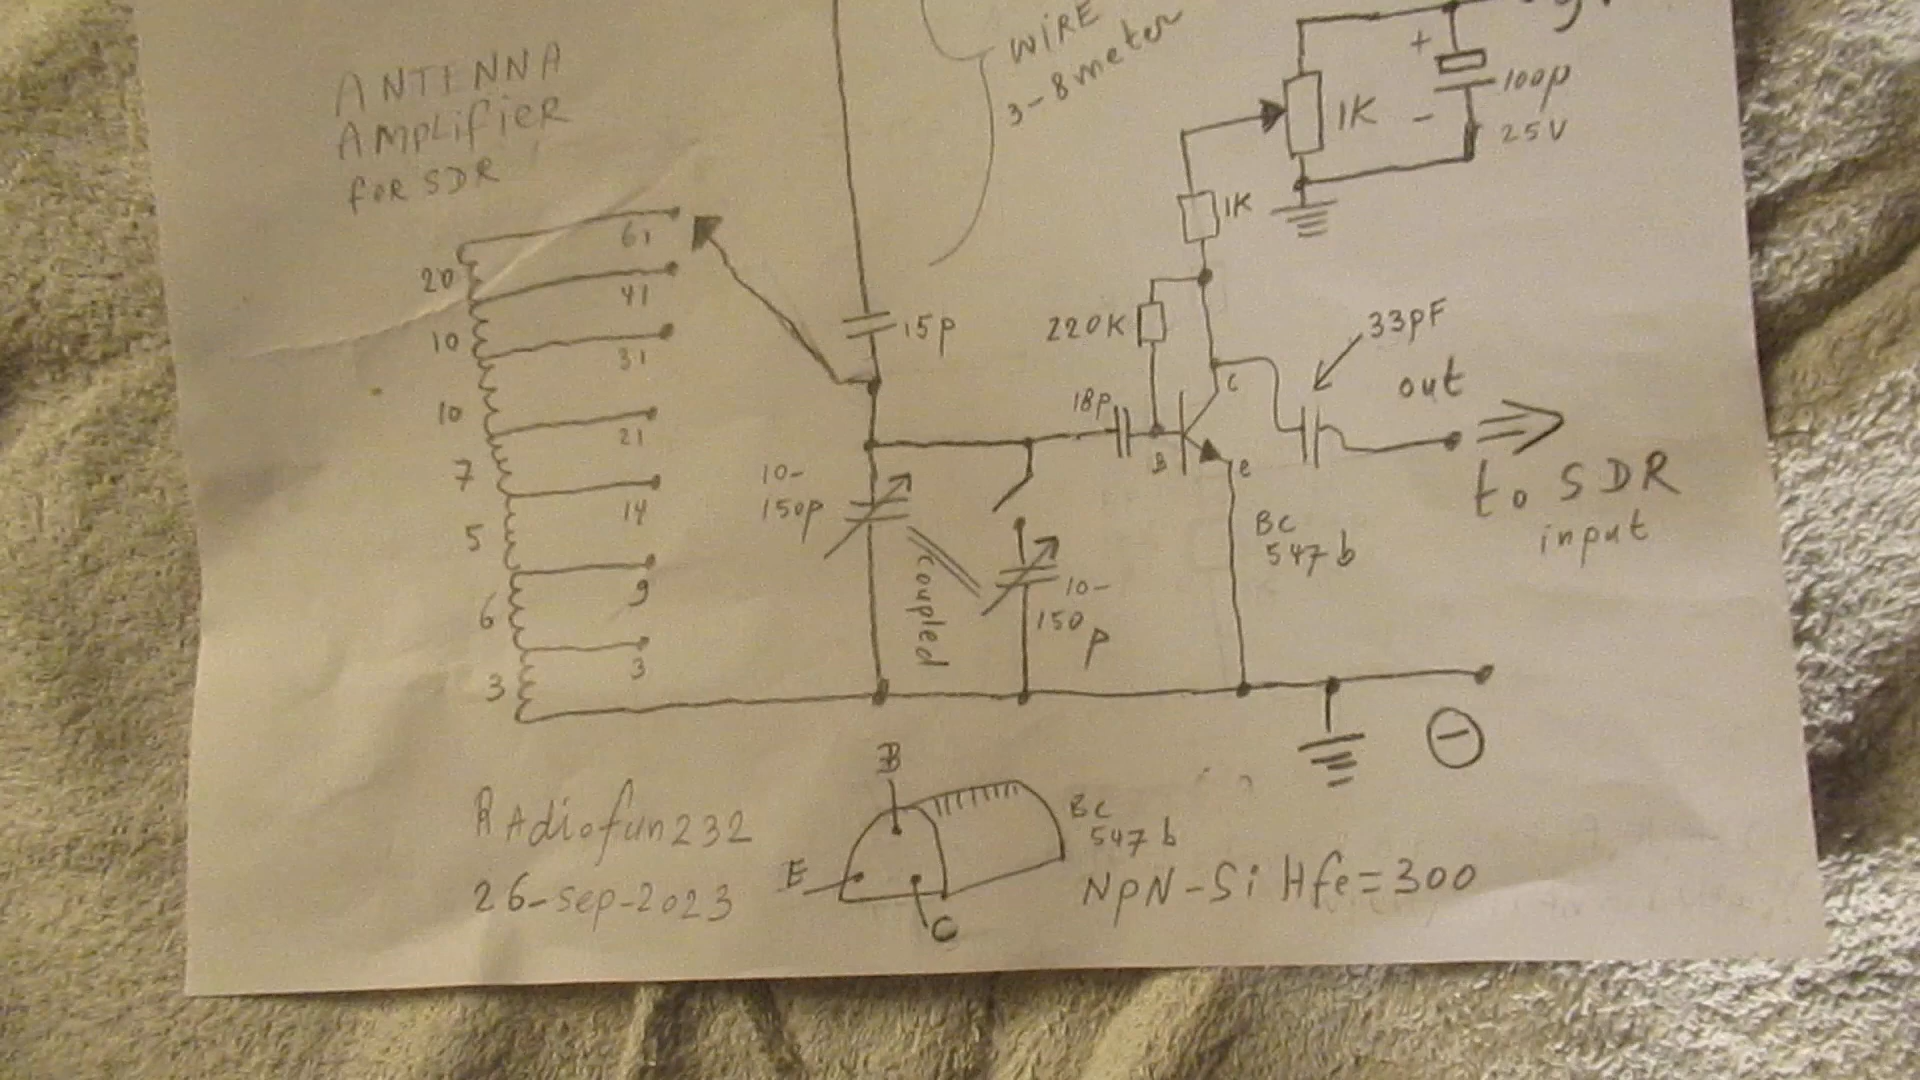 ANTENNA
AMPLIFIER
FOR SDR
WIRE
3-8 meter
+
100µ
25V
-
1K
1K
61
20
41
10
31
10
21
7
14
5
9
6
3
3
15p
220K
33pF
18p
C
B
e
out
to SDR
input
10-
150p
coupled
10-
150p
BC
547b
-
RAdiofun232
26-sep-2023
B
E
C
BC
547b
NPN-Si Hfe=300